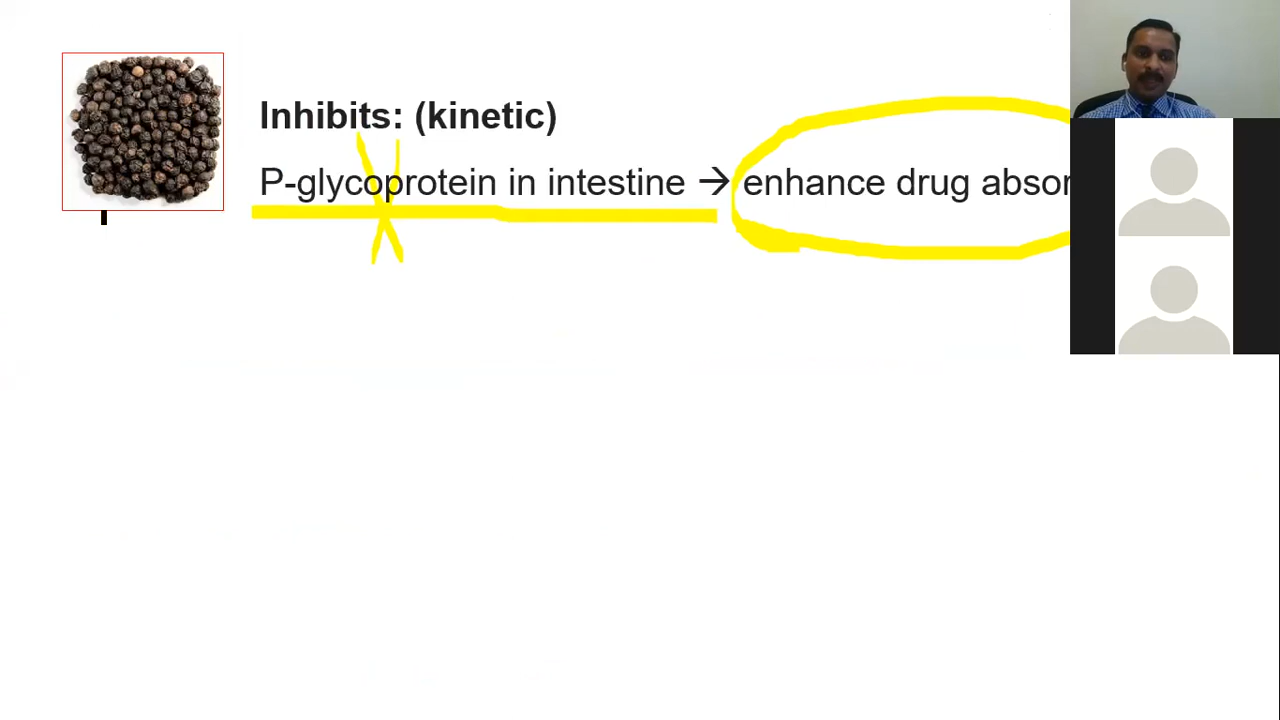 Inhibits: (kinetic)
P-glycoprotein in intestine → enhance drug absor